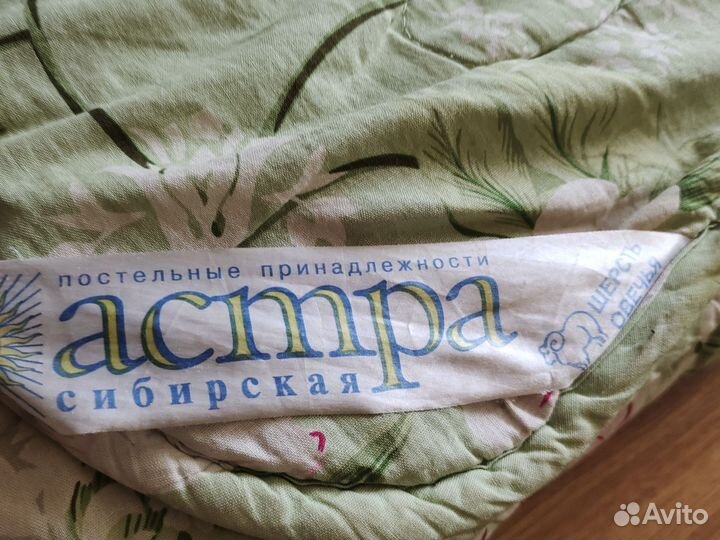 постельные принадлежности
астра
сибирская
ШЕРСТЬ
ОВЕЧЬЯ
Avito